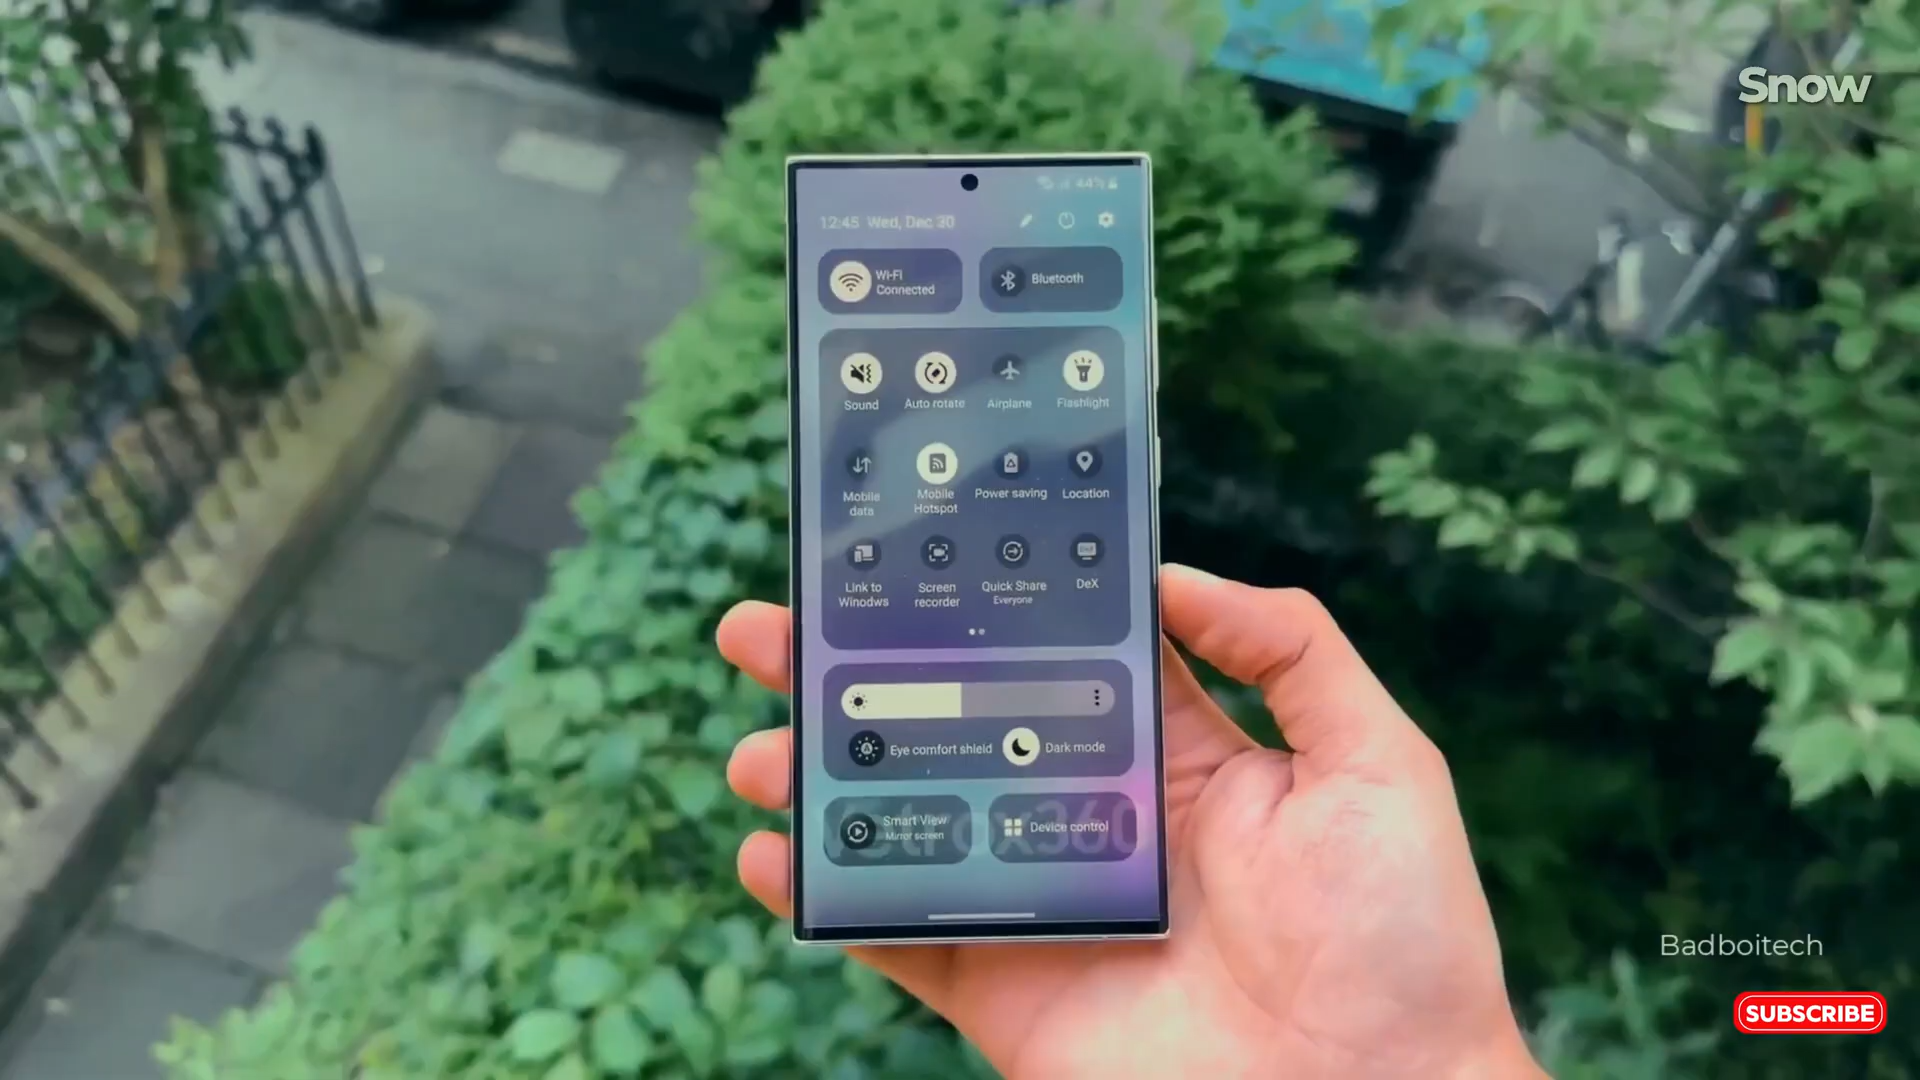 Snow
44%
12:45 Wed, Dec 30
Wi-Fi
Connected
Bluetooth
Sound
Auto rotate
Airplane
Flashlight
Mobile
data
Mobile
Hotspot
Power saving
Location
Link to
Winodws
Screen
recorder
Quick Share
Everyone
DeX
Eye comfort shield
Dark mode
Smart View
Mirror screen
Device control
Badboitech
SUBSCRIBE